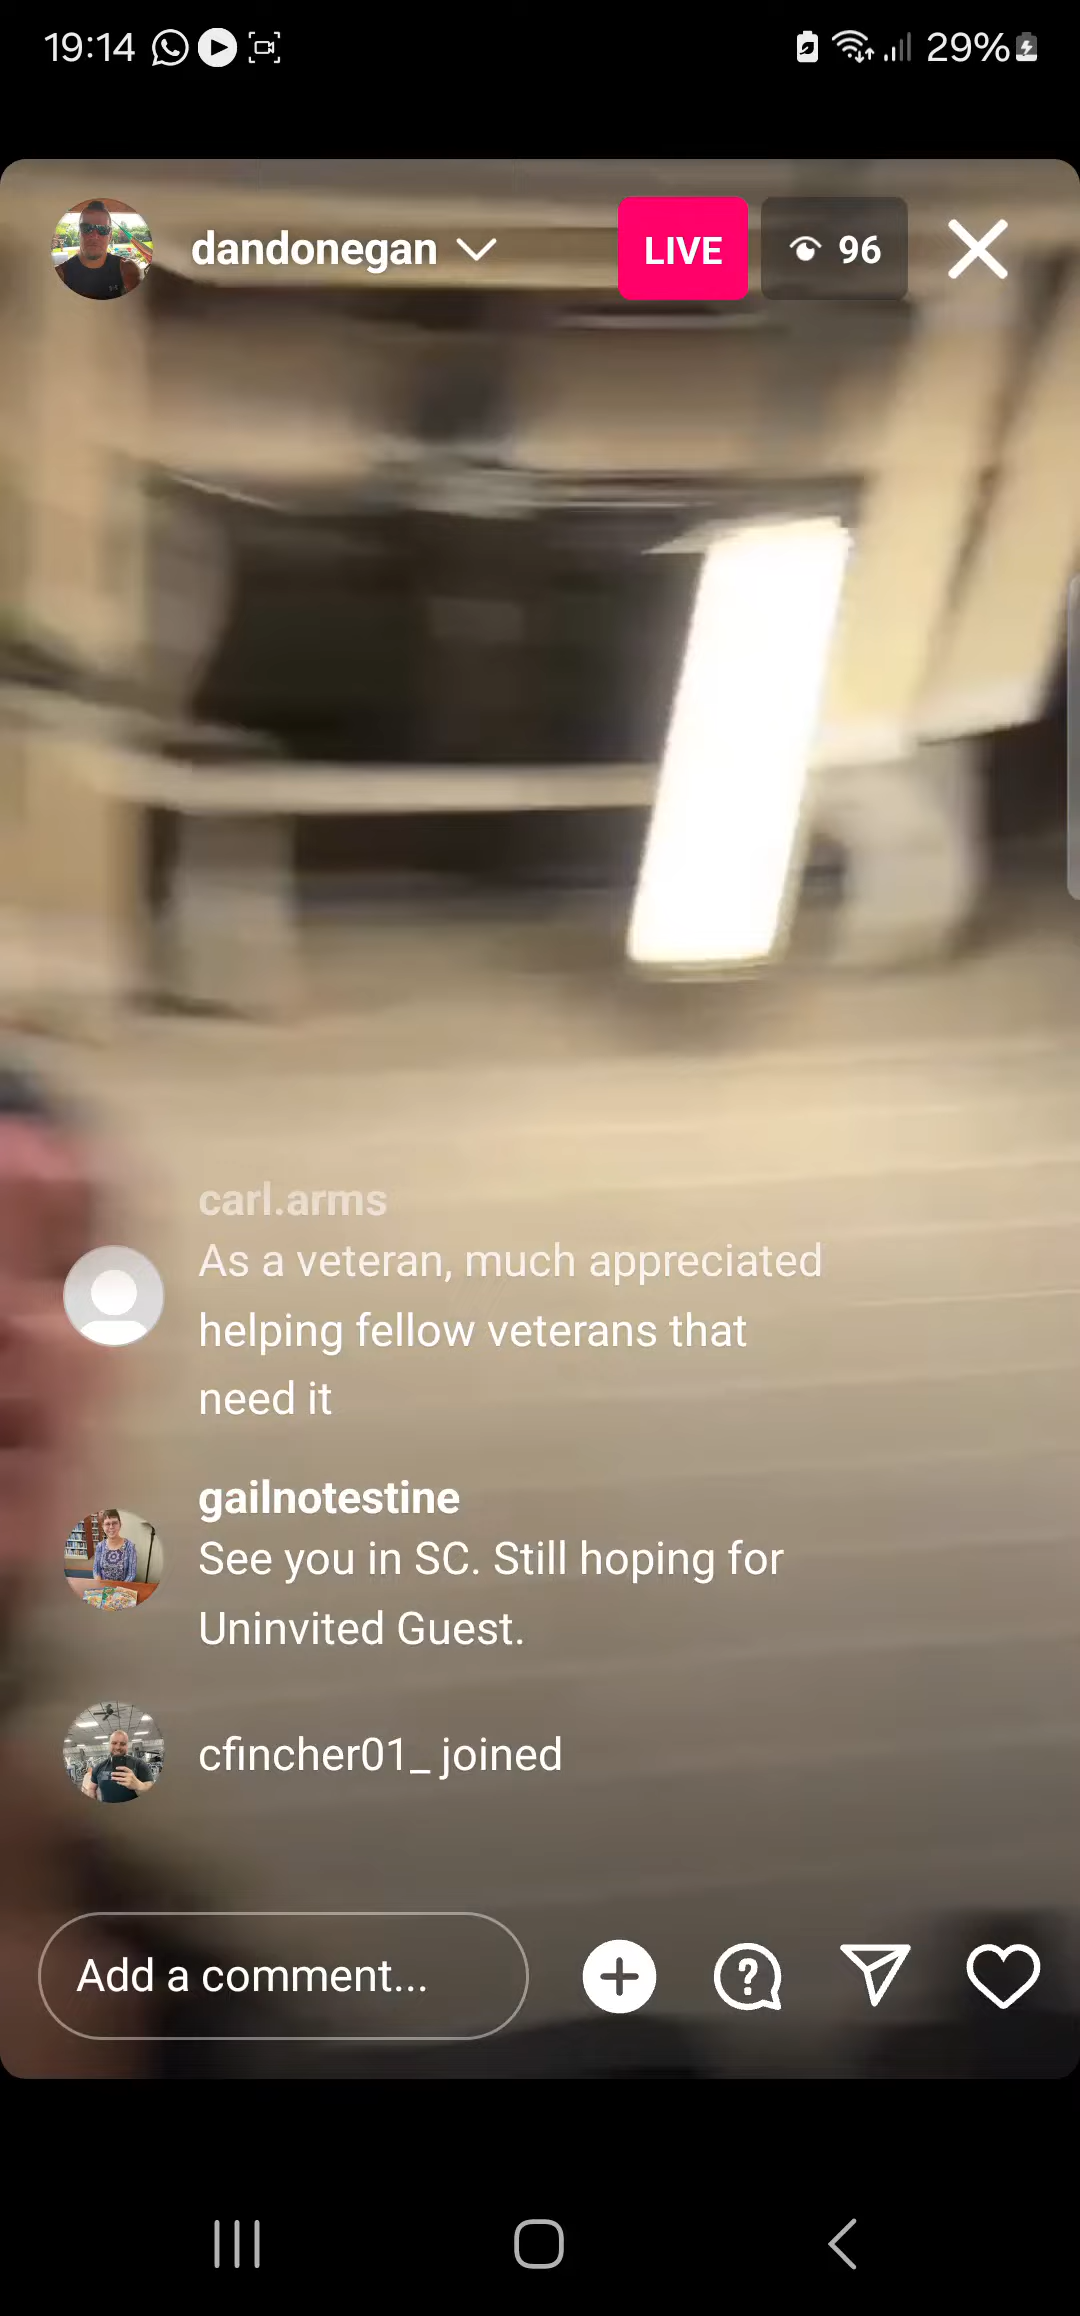 19:14
29%
dandonegan
LIVE
96
carl.arms
As a veteran, much appreciated
helping fellow veterans that
need it
gailnotestine
See you in SC. Still hoping for
Uninvited Guest.
cfincher01_ joined
Add a comment...